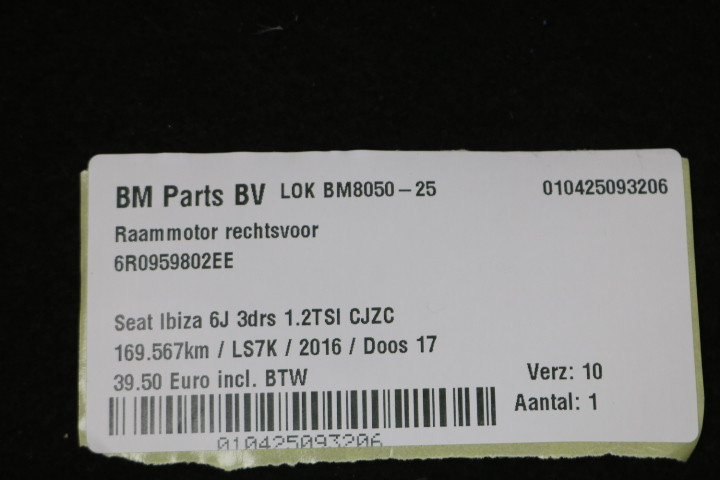 BM Parts BV LOK BM8050-25 010425093206
Raammotor rechtsvoor
6R0959802EE
Seat Ibiza 6J 3drs 1.2TSI CJZC
169.567km / LS7K / 2016 / Doos 17
39.50 Euro incl. BTW Verz: 10
Aantal: 1
010425093206